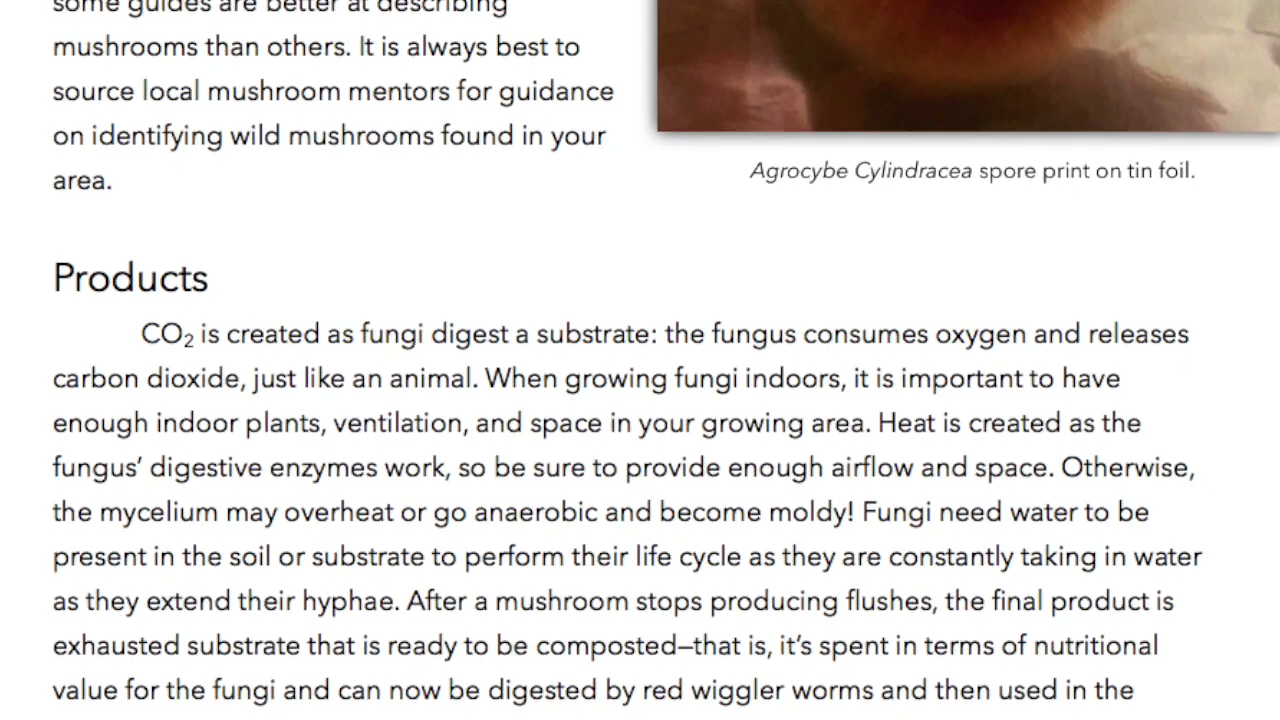 some guides are better at describing
mushrooms than others. It is always best to
source local mushroom mentors for guidance
on identifying wild mushrooms found in your
area.
Agrocybe Cylindracea spore print on tin foil.
Products
CO₂ is created as fungi digest a substrate: the fungus consumes oxygen and releases
carbon dioxide, just like an animal. When growing fungi indoors, it is important to have
enough indoor plants, ventilation, and space in your growing area. Heat is created as the
fungus’ digestive enzymes work, so be sure to provide enough airflow and space. Otherwise,
the mycelium may overheat or go anaerobic and become moldy! Fungi need water to be
present in the soil or substrate to perform their life cycle as they are constantly taking in water
as they extend their hyphae. After a mushroom stops producing flushes, the final product is
exhausted substrate that is ready to be composted—that is, it’s spent in terms of nutritional
value for the fungi and can now be digested by red wiggler worms and then used in the